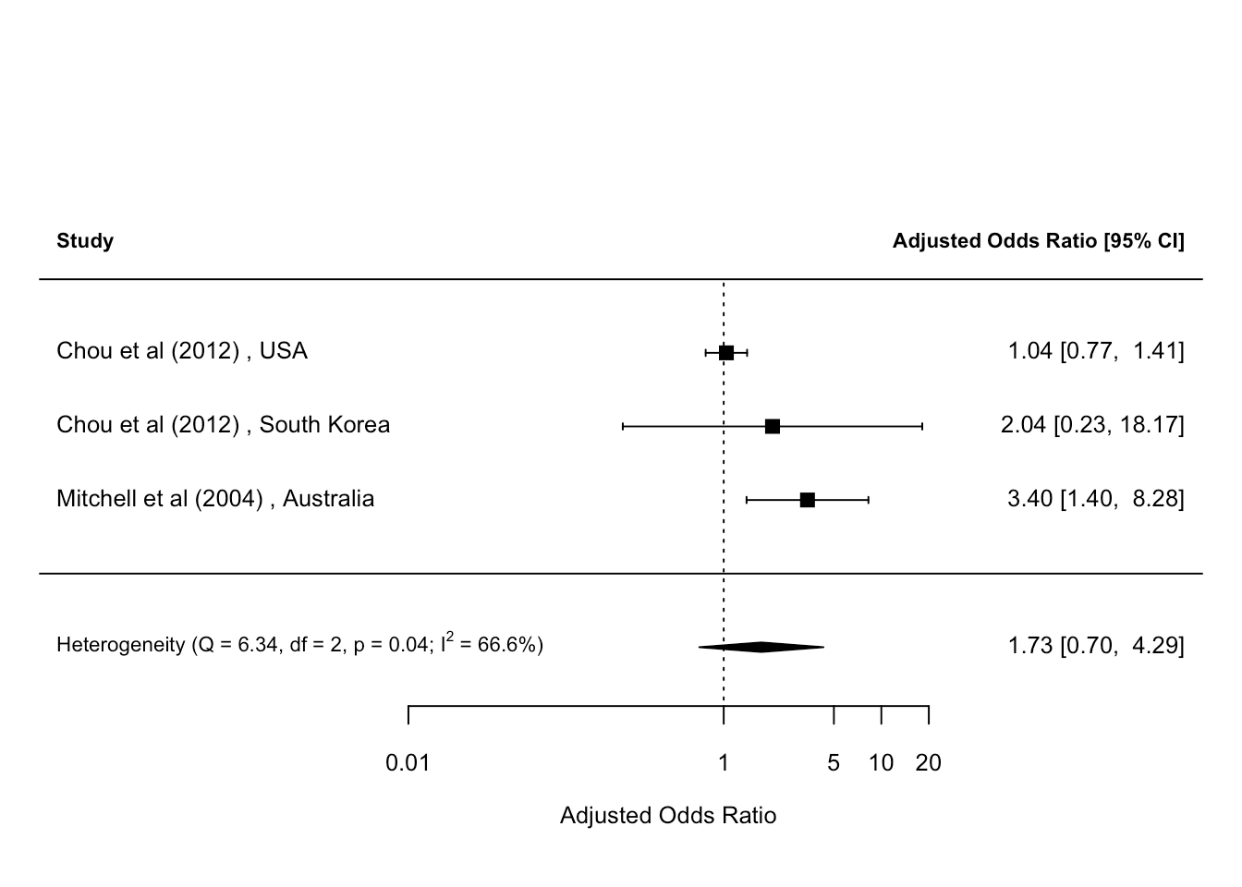 Study Adjusted Odds Ratio [95% CI]
Chou et al (2012) , USA 1.04 [0.77, 1.41]
Chou et al (2012) , South Korea 2.04 [0.23, 18.17]
Mitchell et al (2004) , Australia 3.40 [1.40, 8.28]
Heterogeneity (Q = 6.34, df = 2, p = 0.04; I² = 66.6%) 1.73 [0.70, 4.29]
0.01 1 5 10 20
Adjusted Odds Ratio